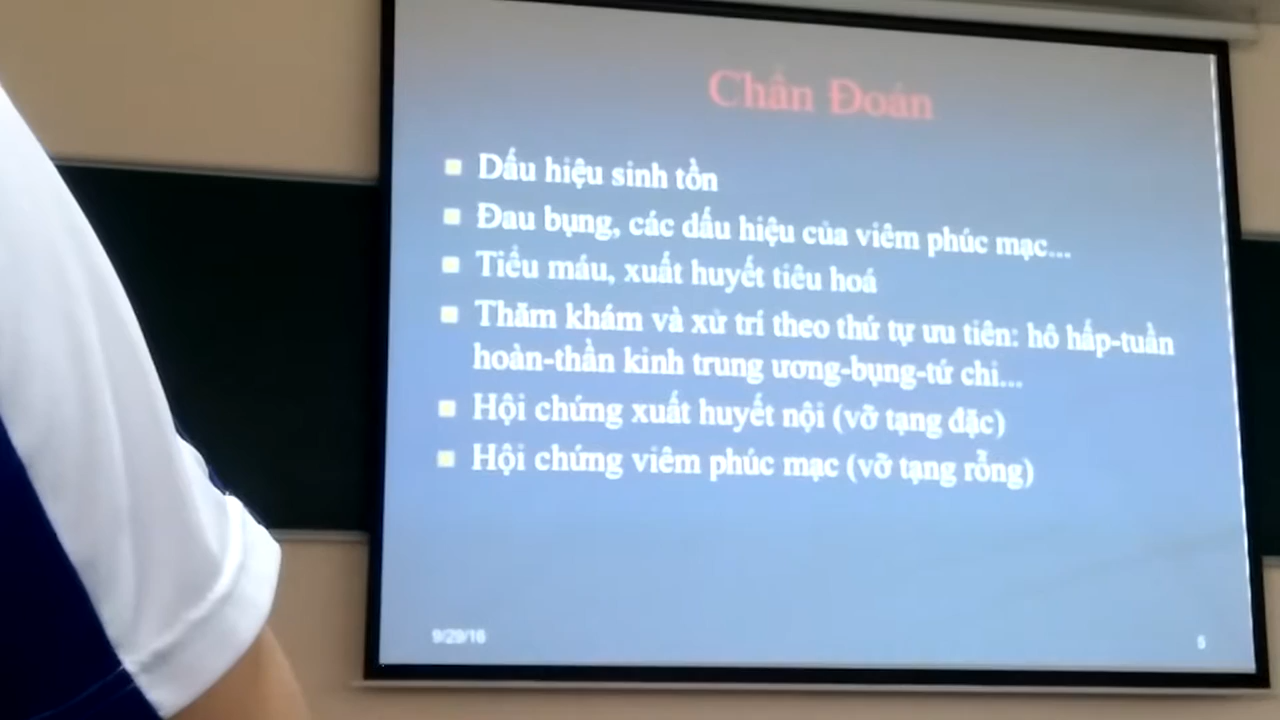 Chẩn Đoán
Dấu hiệu sinh tồn
Đau bụng, các dấu hiệu của viêm phúc mạc...
Tiểu máu, xuất huyết tiêu hoá
Thăm khám và xử trí theo thứ tự ưu tiên: hô hấp-tuần
hoàn-thần kinh trung ương-bụng-tứ chi...
Hội chứng xuất huyết nội (vỡ tạng đặc)
Hội chứng viêm phúc mạc (vỡ tạng rỗng)
9/29/16
5